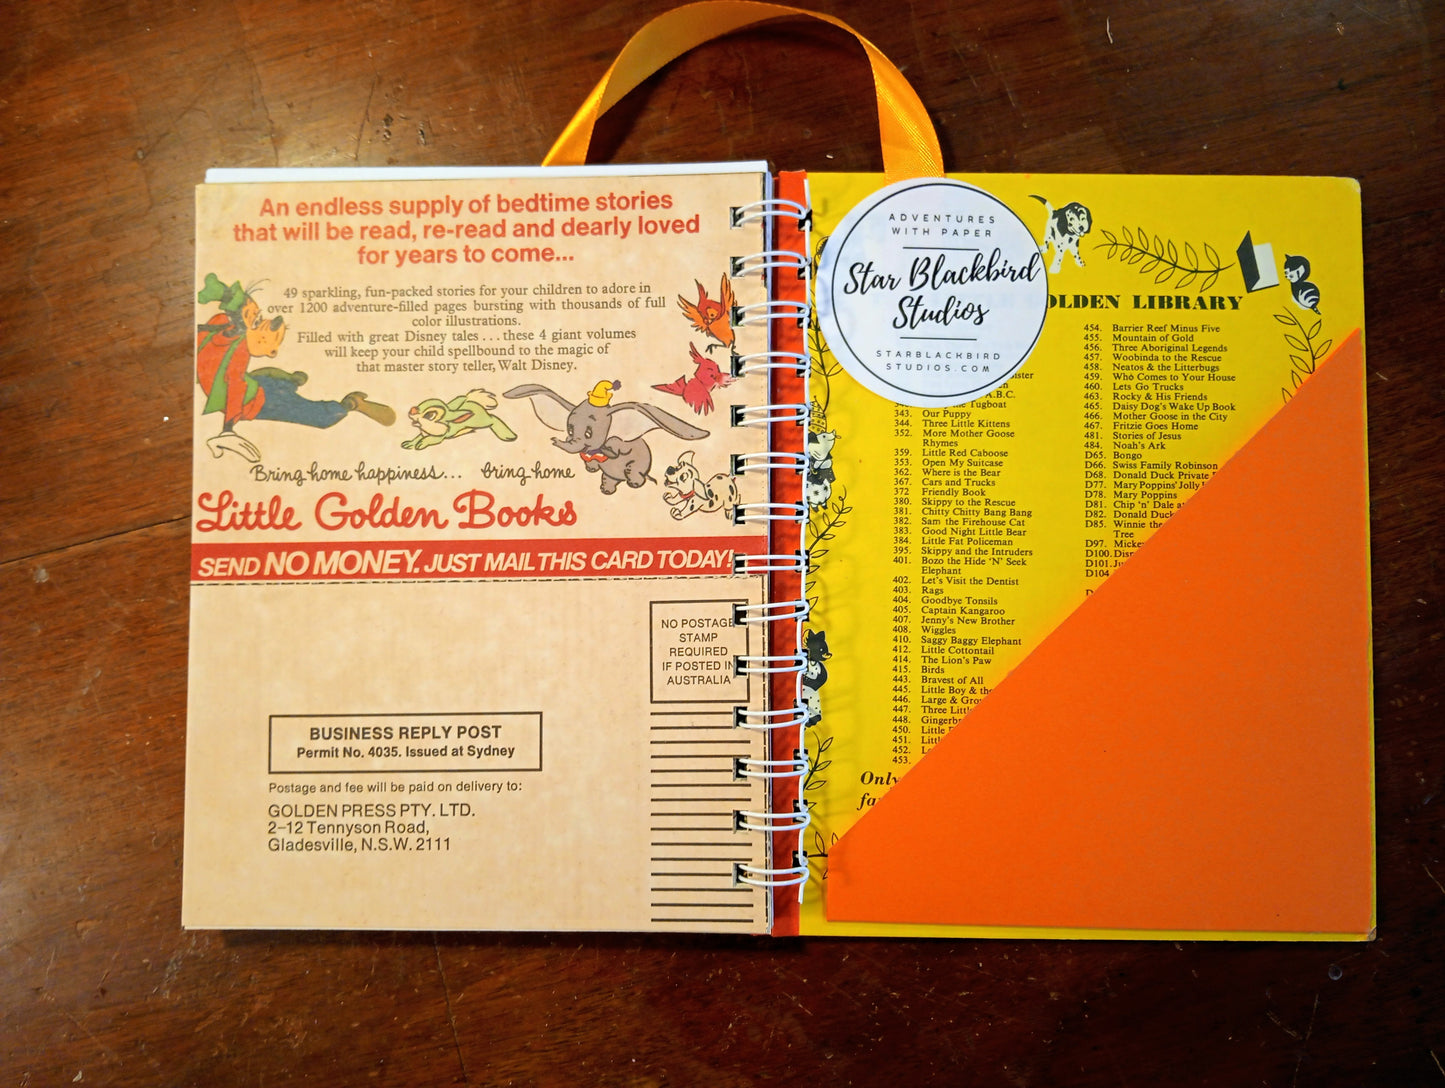 An endless supply of bedtime stories
that will be read, re-read and dearly loved
for years to come...
49 sparkling, fun-packed stories for your children to adore in
over 1200 adventure-filled pages bursting with thousands of full
color illustrations.
Filled with great Disney tales . . . these 4 giant volumes
will keep your child spellbound to the magic of
that master story teller, Walt Disney.
Bring home happiness... bring home
Little Golden Books
SEND NO MONEY. JUST MAIL THIS CARD TODAY!
NO POSTAGE
STAMP
REQUIRED
IF POSTED IN
AUSTRALIA
BUSINESS REPLY POST
Permit No. 4035. Issued at Sydney
Postage and fee will be paid on delivery to:
GOLDEN PRESS PTY. LTD.
2–12 Tennyson Road,
Gladesville, N.S.W. 2111
ADVENTURES
WITH PAPER
Star Blackbird
Studios
STARBLACKBIRD
STUDIOS.COM
OLDEN LIBRARY
A.B.C.
Tugboat
343. Our Puppy
344. Three Little Kittens
352. More Mother Goose
Rhymes
359. Little Red Caboose
353. Open My Suitcase
362. Where is the Bear
367. Cars and Trucks
372 Friendly Book
380. Skippy to the Rescue
381. Chitty Chitty Bang Bang
382. Sam the Firehouse Cat
383. Good Night Little Bear
384. Little Fat Policeman
395. Skippy and the Intruders
401. Bozo the Hide 'N' Seek
Elephant
402. Let's Visit the Dentist
403. Rags
404. Goodbye Tonsils
405. Captain Kangaroo
407. Jenny's New Brother
408. Wiggles
410. Saggy Baggy Elephant
412. Little Cottontail
414. The Lion's Paw
415. Birds
443. Bravest of All
445. Little Boy & the
446. Large & Gro
447. Three Littl
448. Gingerb
450. Little
451. Littl
452.
453.
454. Barrier Reef Minus Five
455. Mountain of Gold
456. Three Aboriginal Legends
457. Woobinda to the Rescue
458. Neatos & the Litterbugs
459. Who Comes to Your House
460. Lets Go Trucks
463. Rocky & His Friends
465. Daisy Dog's Wake Up Book
466. Mother Goose in the City
467. Fritzie Goes Home
481. Stories of Jesus
484. Noah's Ark
D65. Bongo
D66. Swiss Family Robinson
D68. Donald Duck Private
D77. Mary Poppins' Jolly
D78. Mary Poppins
D81. Chip 'n' Dale
D82. Donald Duck
D85. Winnie the
Tree
D97. Micke
D100. Disn
D101. Ju
D104.
Only
fa